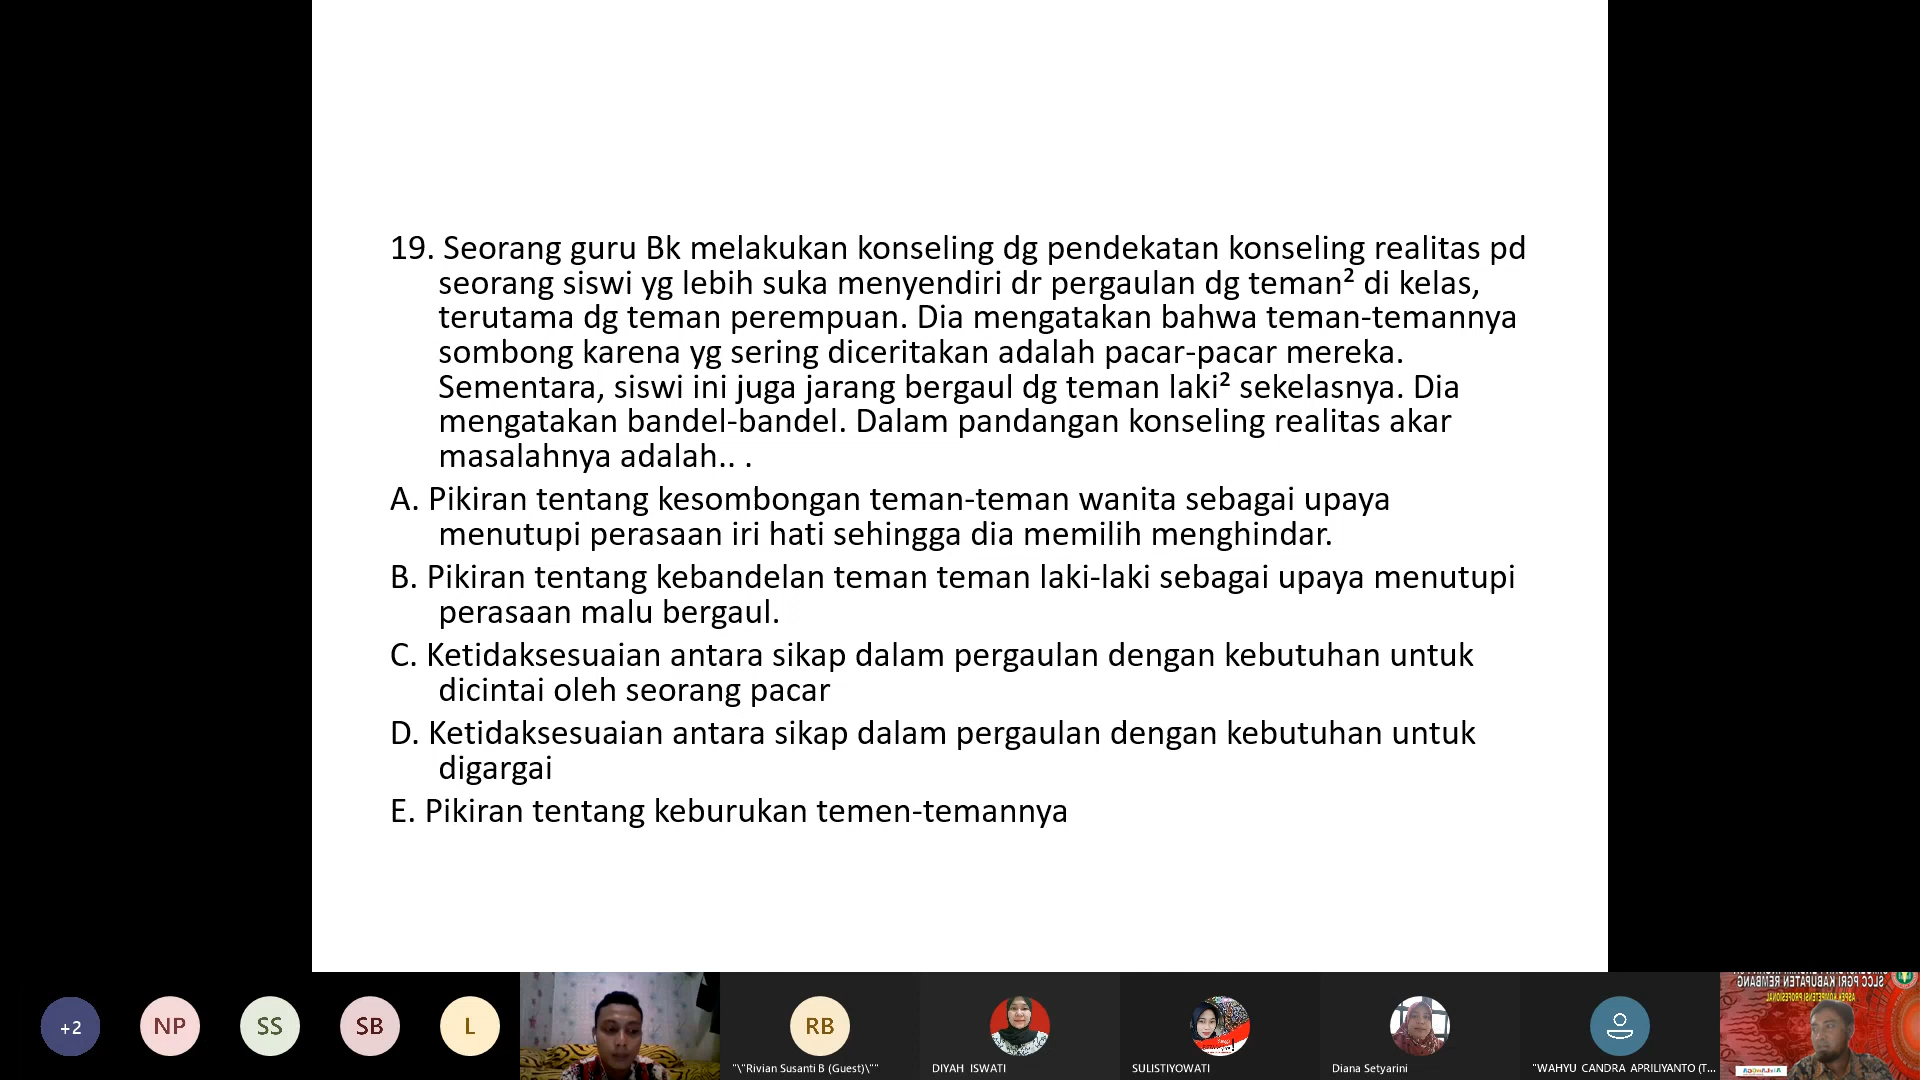 19. Seorang guru Bk melakukan konseling dg pendekatan konseling realitas pd
seorang siswi yg lebih suka menyendiri dr pergaulan dg teman² di kelas,
terutama dg teman perempuan. Dia mengatakan bahwa teman-temannya
sombong karena yg sering diceritakan adalah pacar-pacar mereka.
Sementara, siswi ini juga jarang bergaul dg teman laki² sekelasnya. Dia
mengatakan bandel-bandel. Dalam pandangan konseling realitas akar
masalahnya adalah.. .
A. Pikiran tentang kesombongan teman-teman wanita sebagai upaya
menutupi perasaan iri hati sehingga dia memilih menghindar.
B. Pikiran tentang kebandelan teman teman laki-laki sebagai upaya menutupi
perasaan malu bergaul.
C. Ketidaksesuaian antara sikap dalam pergaulan dengan kebutuhan untuk
dicintai oleh seorang pacar
D. Ketidaksesuaian antara sikap dalam pergaulan dengan kebutuhan untuk
digargai
E. Pikiran tentang keburukan temen-temannya
+2
NP
SS
SB
L
RB
"\"Rivian Susanti B (Guest)\""
DIYAH ISWATI
SULISTIYOWATI
Diana Setyarini
"WAHYU CANDRA APRILIYANTO (T...
SLCC PGRI KABUPATEN REMBANG
ASPEK KOMPETENSI PROFESIONAL